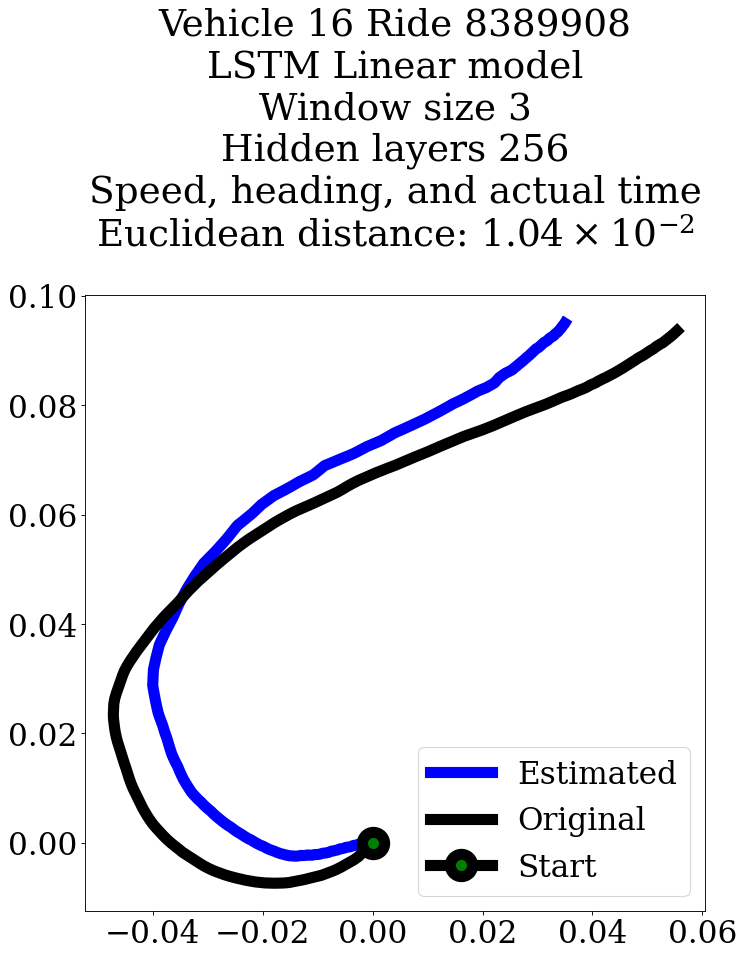 Vehicle 16 Ride 8389908
LSTM Linear model
Window size 3
Hidden layers 256
Speed, heading, and actual time
Euclidean distance: 1.04 × 10⁻²
0.10
0.08
0.06
0.04
0.02
0.00
Estimated
Original
Start
−0.04 −0.02 0.00 0.02 0.04 0.06